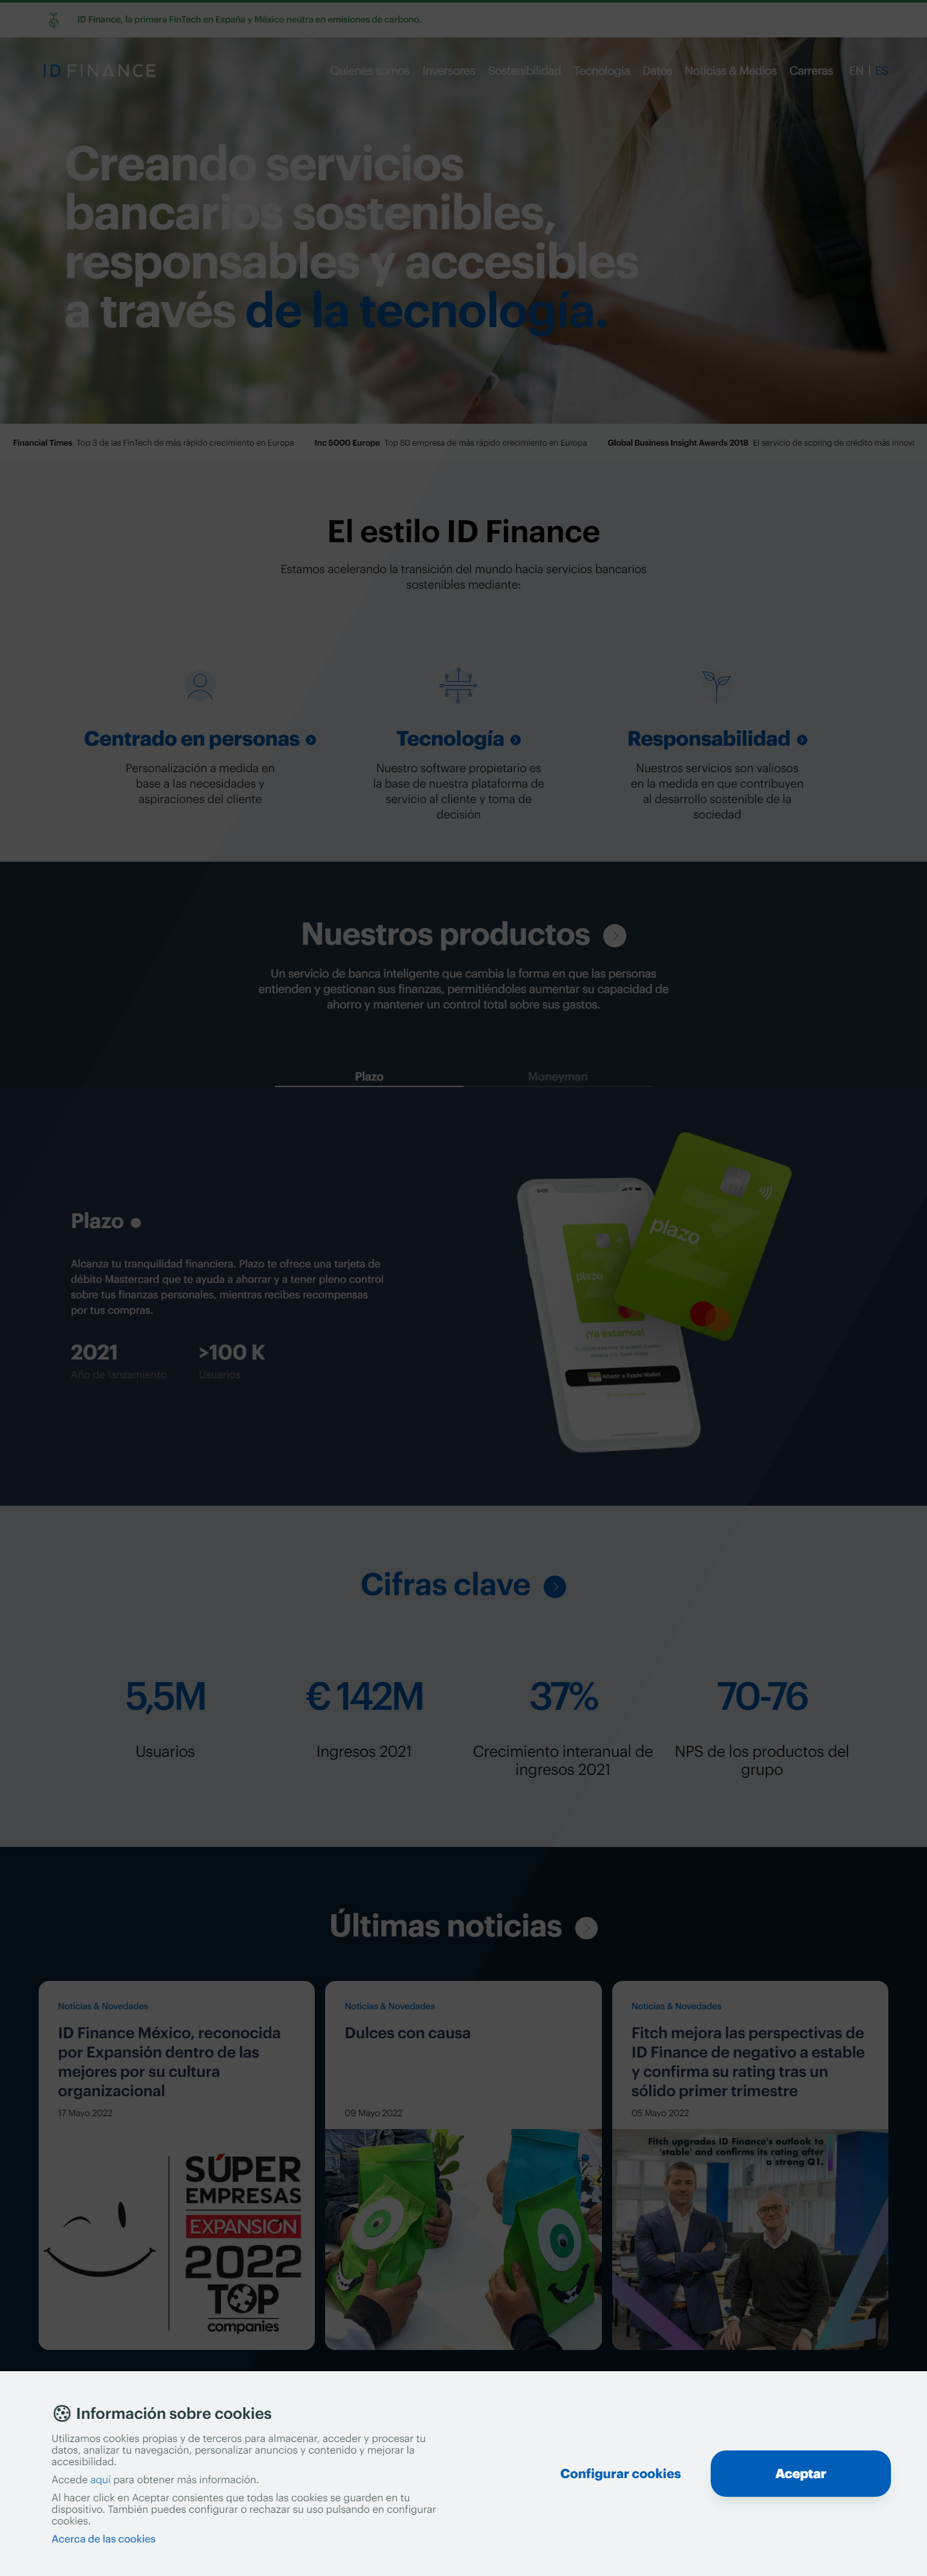 ID Finance, la primera FinTech en España y México neutra en emisiones de carbono.
ID FINANCE
Quienes somos Inversores Sostenibilidad Tecnología Datos Noticias & Medios Carreras EN | ES
Creando servicios
bancarios sostenibles,
responsables y accesibles
a través de la tecnología.
Financial Times Top 3 de las FinTech de más rápido crecimiento en Europa Inc 5000 Europe Top 50 empresa de más rápido crecimiento en Europa Global Business Insight Awards 2018 El servicio de scoring de crédito más
El estilo ID Finance
Estamos acelerando la transición del mundo hacia servicios bancarios
sostenibles mediante:
Centrado en personas
Personalización a medida en
base a las necesidades y
aspiraciones del cliente
Tecnología
Nuestro software propietario es
la base de nuestra plataforma de
servicio al cliente y toma de
decisión
Responsabilidad
Nuestros servicios son valiosos
en la medida en que contribuyen
al desarrollo sostenible de la
sociedad
Nuestros productos
Un servicio de banca inteligente que cambia la forma en que las personas
entienden y gestionan sus finanzas, permitiéndoles aumentar su capacidad de
ahorro y mantener un control total sobre sus gastos.
Plazo Moneyman
Plazo
Alcanza tu tranquilidad financiera. Plazo te ofrece una tarjeta de
débito Mastercard que te ayuda a ahorrar y a tener pleno control
sobre tus finanzas personales, mientras recibes recompensas
por tus compras.
2021
Año de lanzamiento
>100 K
Usuarios
9:05
plazo
plazo
¡Ya estamos!
Añadir a Apple Wallet
Cifras clave
5,5M
Usuarios
€ 142M
Ingresos 2021
37%
Crecimiento interanual de
ingresos 2021
70-76
NPS de los productos del
grupo
Últimas noticias
Noticias & Novedades
ID Finance México, reconocida
por Expansión dentro de las
mejores por su cultura
organizacional
17 Mayo 2022
SÚPER
EMPRESAS
EXPANSIÓN
2022
TOP
companies
Noticias & Novedades
Dulces con causa
09 Mayo 2022
Noticias & Novedades
Fitch mejora las perspectivas de
ID Finance de negativo a estable
y confirma su rating tras un
sólido primer trimestre
05 Mayo 2022
Fitch upgrades ID Finance's outlook to
'stable' and confirms its rating after
a strong Q1.
Información sobre cookies
Utilizamos cookies propias y de terceros para almacenar, acceder y procesar tu
datos, analizar tu navegación, personalizar anuncios y contenido y mejorar la
accesibilidad.
Accede aquí para obtener más información.
Al hacer click en Aceptar consientes que todas las cookies se guarden en tu
dispositivo. También puedes configurar o rechazar su uso pulsando en configurar
cookies.
Acerca de las cookies
Configurar cookies
Aceptar